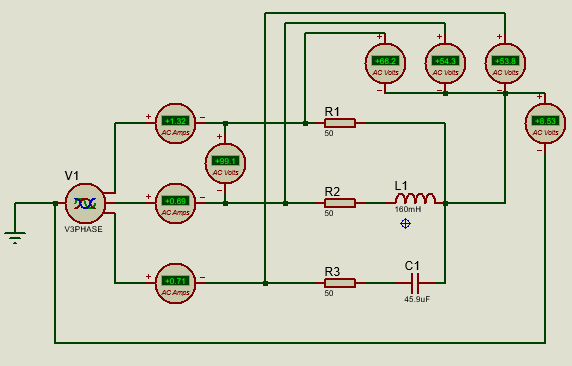 +66.2
AC Volts
+54.3
AC Volts
+53.8
AC Volts
+8.53
AC Volts
+1.32
AC Amps
R1
50
+99.1
AC Volts
V1
V3PHASE
+0.69
AC Amps
R2
50
L1
160mH
+0.71
AC Amps
R3
50
C1
45.9uF